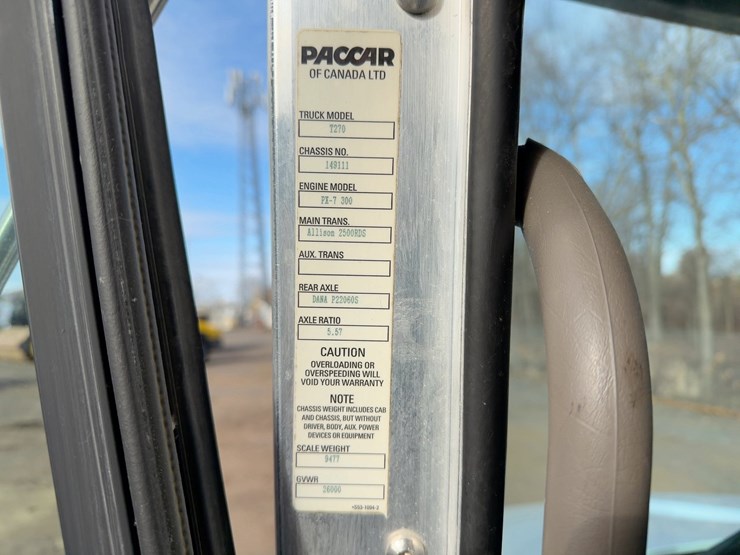 PACCAR
OF CANADA LTD
TRUCK MODEL
T270
CHASSIS NO.
149111
ENGINE MODEL
PX-7 300
MAIN TRANS.
Allison 2500RDS
AUX. TRANS
REAR AXLE
DANA P22060S
AXLE RATIO
5.57
CAUTION
OVERLOADING OR
OVERSPEEDING WILL
VOID YOUR WARRANTY
NOTE
CHASSIS WEIGHT INCLUDES CAB
AND CHASSIS, BUT WITHOUT
DRIVER, BODY, AUX. POWER
DEVICES OR EQUIPMENT
SCALE WEIGHT
9477
GVWR
26000